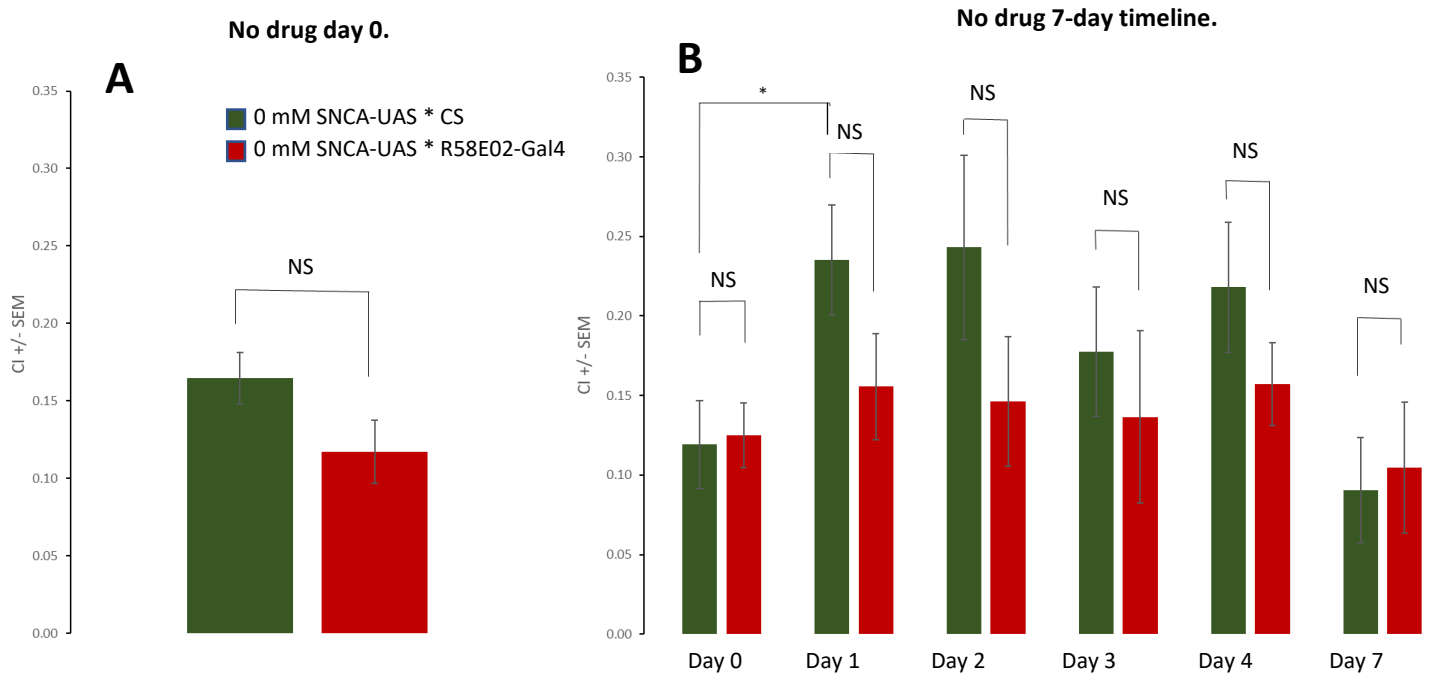 No drug day 0.
A
0 mM SNCA-UAS * CS
0 mM SNCA-UAS * R58E02-Gal4
0.35
0.30
0.25
0.20
0.15
0.10
0.05
0.00
CI +/- SEM
NS
No drug 7-day timeline.
B
0.35
0.30
0.25
0.20
0.15
0.10
0.05
0.00
CI +/- SEM
*
NS
NS
NS
NS
NS
NS
Day 0
Day 1
Day 2
Day 3
Day 4
Day 7